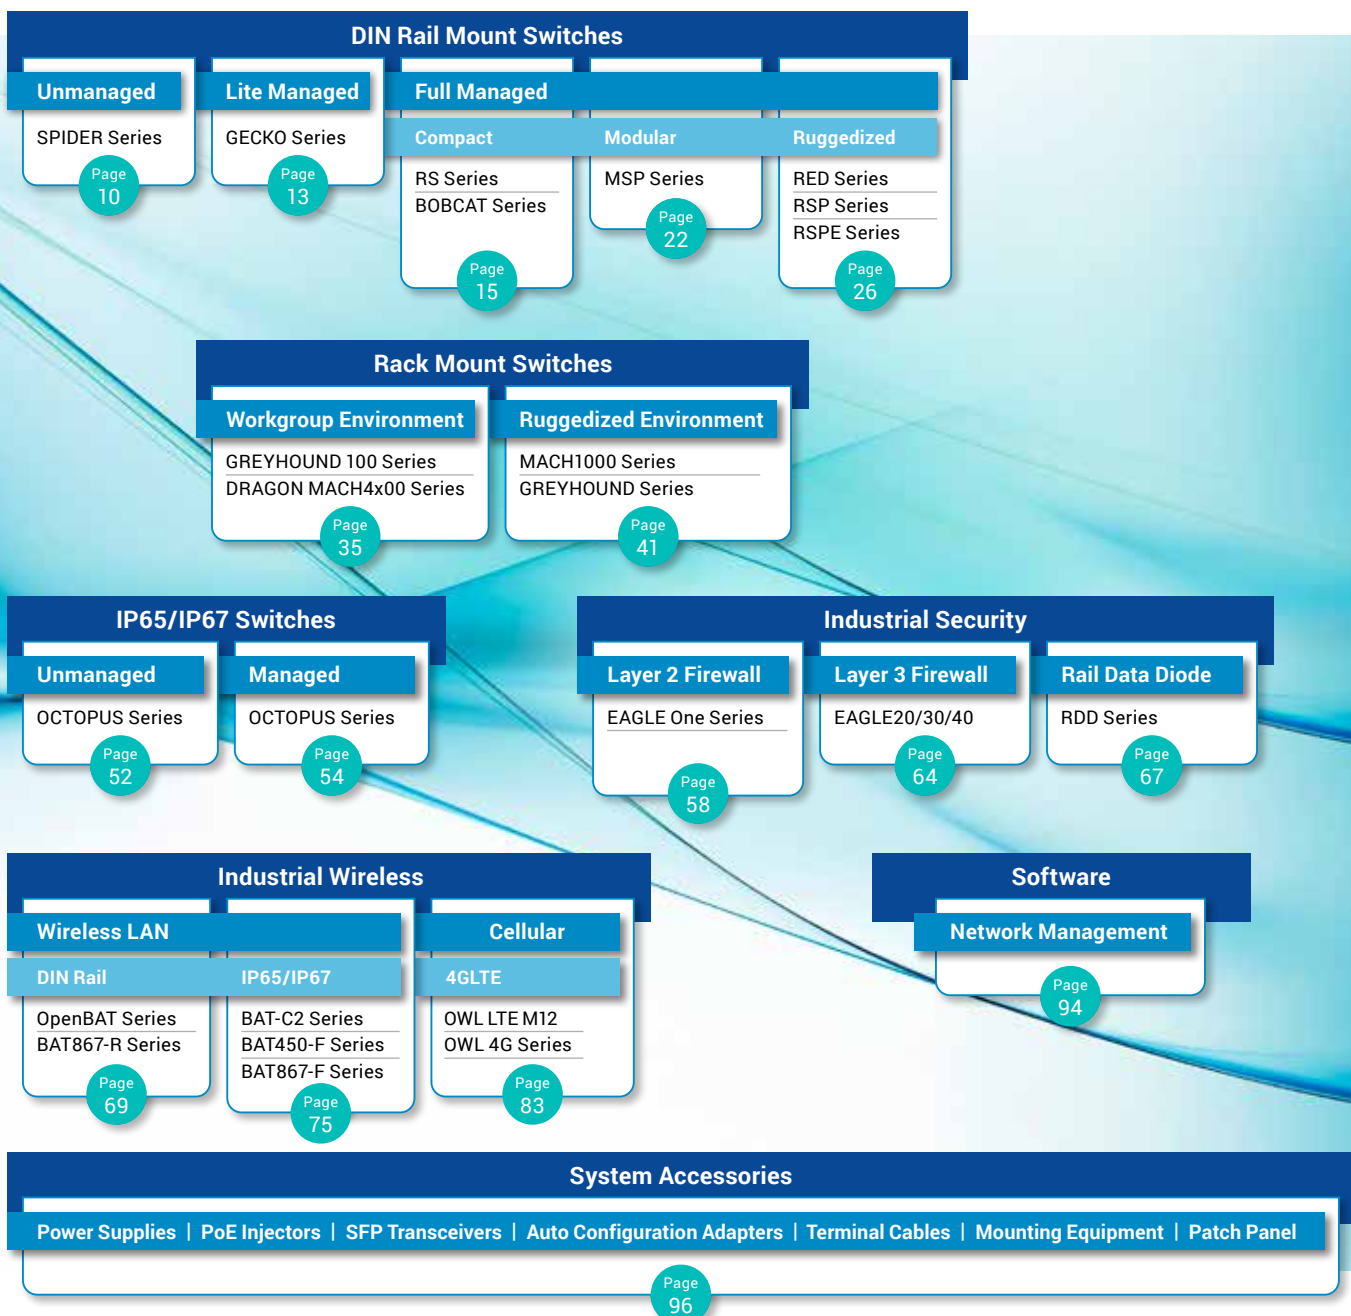 DIN Rail Mount Switches
Unmanaged
SPIDER Series
Page
10
Lite Managed
GECKO Series
Page
13
Full Managed
Compact
RS Series
BOBCAT Series
Page
15
Modular
MSP Series
Page
22
Ruggedized
RED Series
RSP Series
RSPE Series
Page
26
Rack Mount Switches
Workgroup Environment
GREYHOUND 100 Series
DRAGON MACH4x00 Series
Page
35
Ruggedized Environment
MACH1000 Series
GREYHOUND Series
Page
41
IP65/IP67 Switches
Unmanaged
OCTOPUS Series
Page
52
Managed
OCTOPUS Series
Page
54
Industrial Security
Layer 2 Firewall
EAGLE One Series
Page
58
Layer 3 Firewall
EAGLE20/30/40
Page
64
Rail Data Diode
RDD Series
Page
67
Industrial Wireless
Wireless LAN
DIN Rail
OpenBAT Series
BAT867-R Series
Page
69
IP65/IP67
BAT-C2 Series
BAT450-F Series
BAT867-F Series
Page
75
Cellular
4GLTE
OWL LTE M12
OWL 4G Series
Page
83
Software
Network Management
Page
94
System Accessories
Power Supplies | PoE Injectors | SFP Transceivers | Auto Configuration Adapters | Terminal Cables | Mounting Equipment | Patch Panel
Page
96